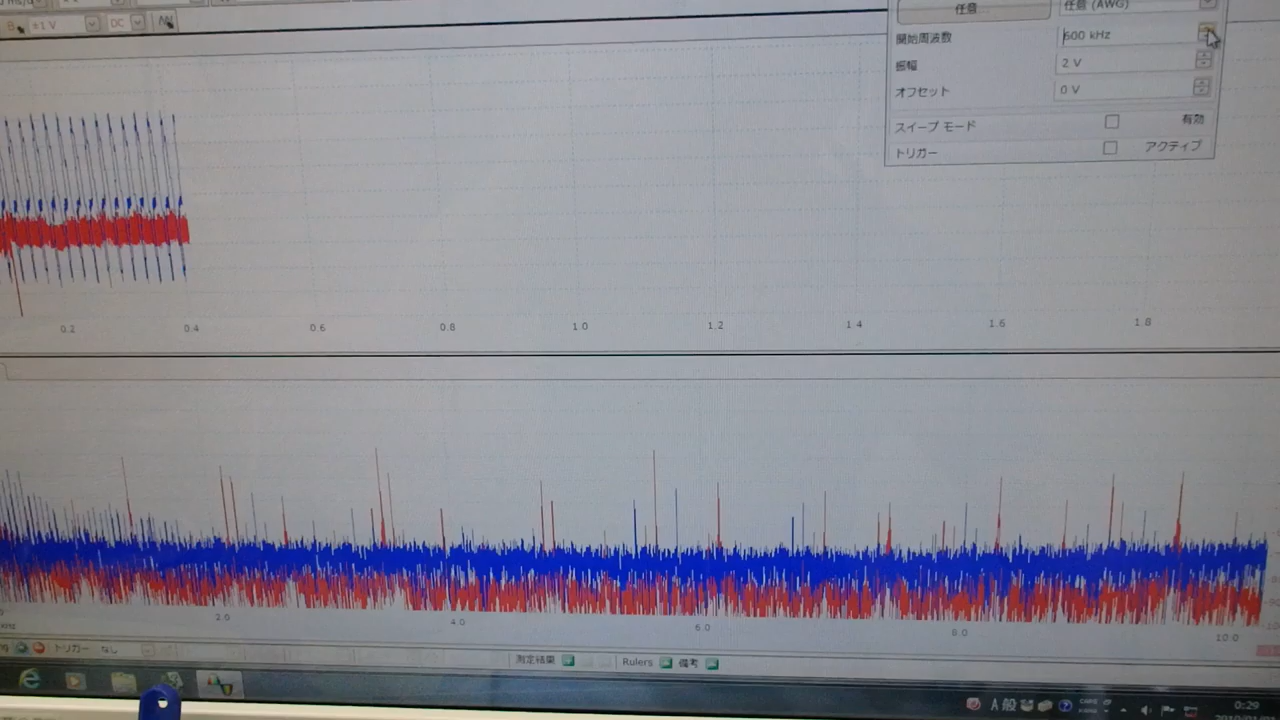 任意
任意 (AWG)
開始周波数
600 kHz
振幅
2 V
オフセット
0 V
スイープ モード
有効
トリガー
アクティブ
B
±1 V
DC
0.4
0.6
0.8
1.0
1.2
1.4
1.6
1.8
2.0
4.0
6.0
8.0
10.0
トリガー なし
測定結果
Rulers
備考
A 般
0:29